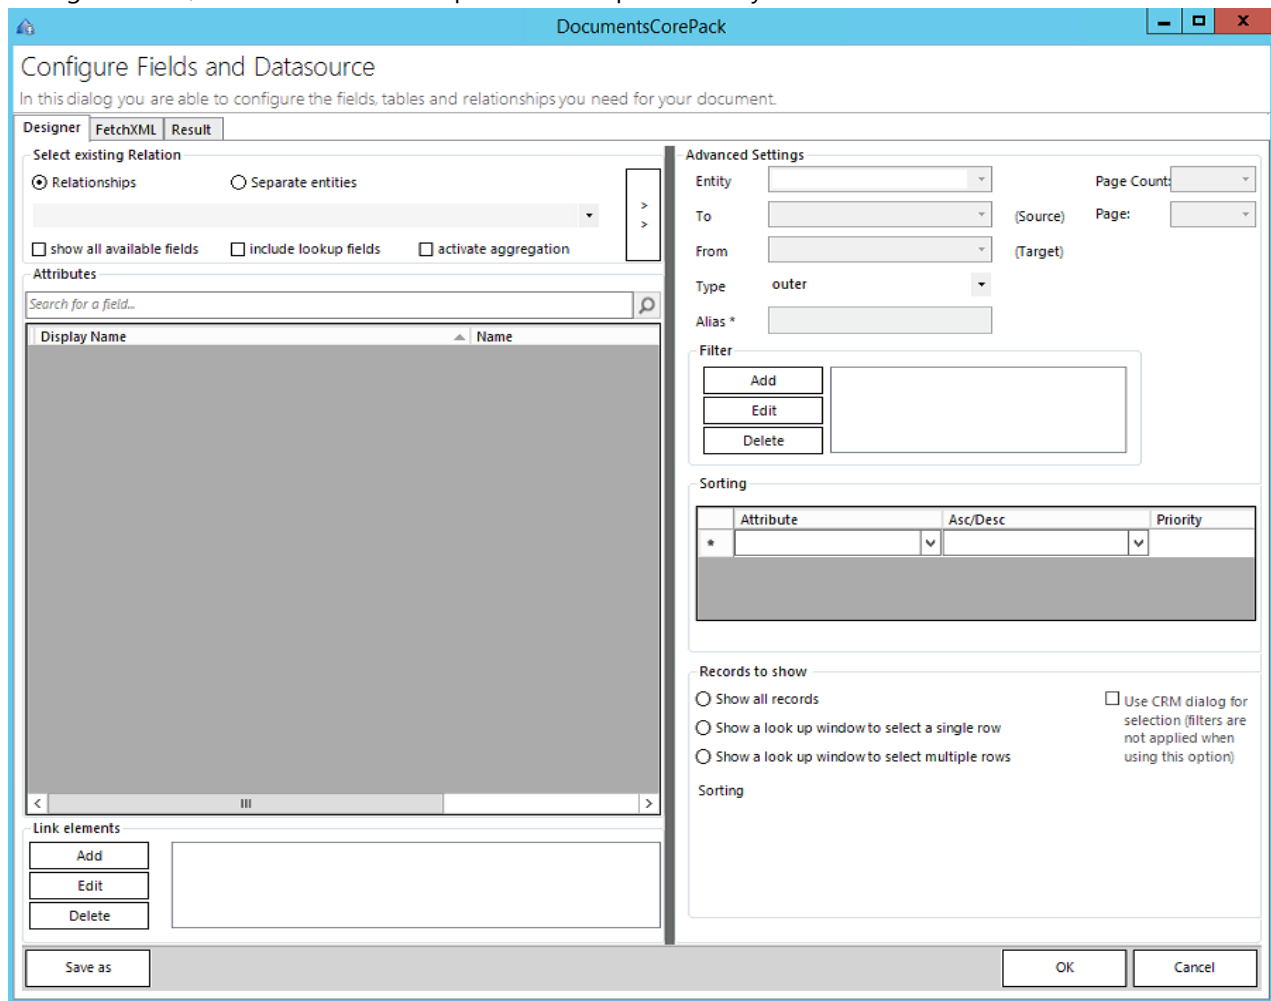 DocumentsCorePack
Configure Fields and Datasource
In this dialog you are able to configure the fields, tables and relationships you need for your document.
Designer FetchXML Result
Select existing Relation
Relationships Separate entities
> >
show all available fields include lookup fields activate aggregation
Attributes
Search for a field...
Display Name Name
Link elements
Add
Edit
Delete
Advanced Settings
Entity Page Count:
To (Source) Page:
From (Target)
Type outer
Alias *
Filter
Add
Edit
Delete
Sorting
Attribute Asc/Desc Priority
*
Records to show
Show all records
Show a look up window to select a single row
Show a look up window to select multiple rows
Use CRM dialog for
selection (filters are
not applied when
using this option)
Sorting
Save as OK Cancel